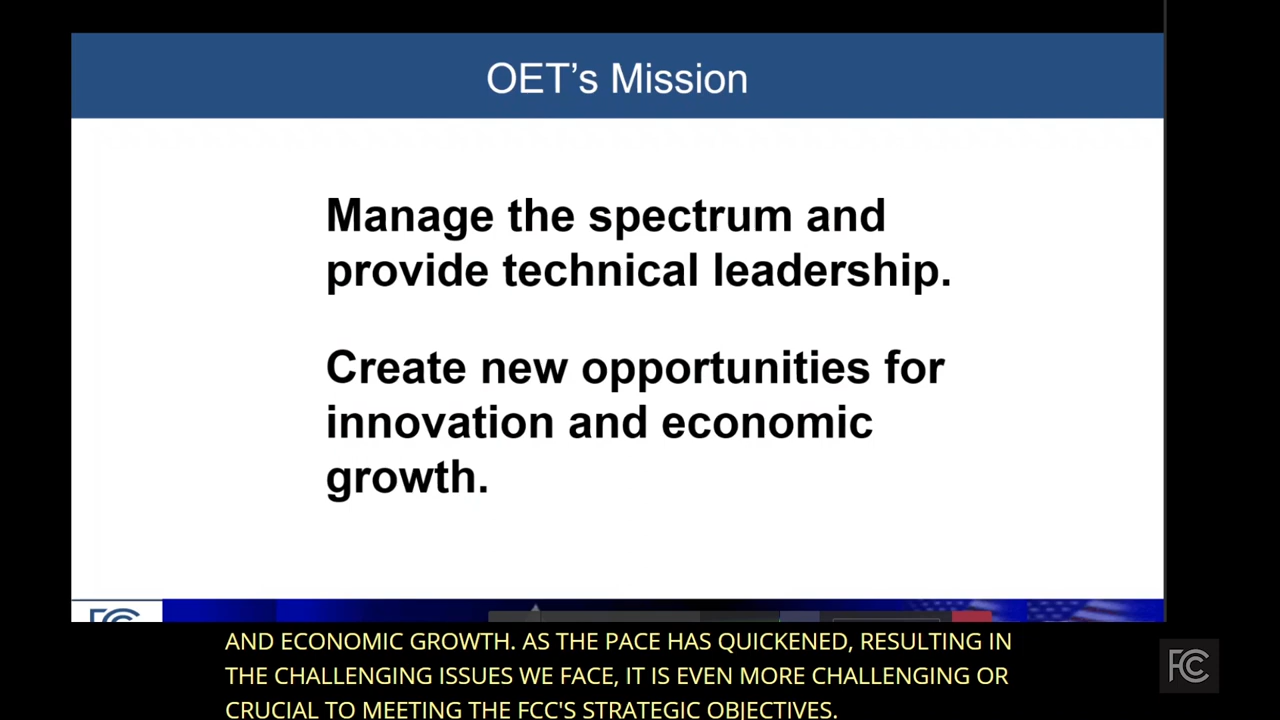 OET’s Mission
Manage the spectrum and
provide technical leadership.
Create new opportunities for
innovation and economic
growth.
FCC
AND ECONOMIC GROWTH. AS THE PACE HAS QUICKENED, RESULTING IN
THE CHALLENGING ISSUES WE FACE, IT IS EVEN MORE CHALLENGING OR
CRUCIAL TO MEETING THE FCC'S STRATEGIC OBJECTIVES.
FCC